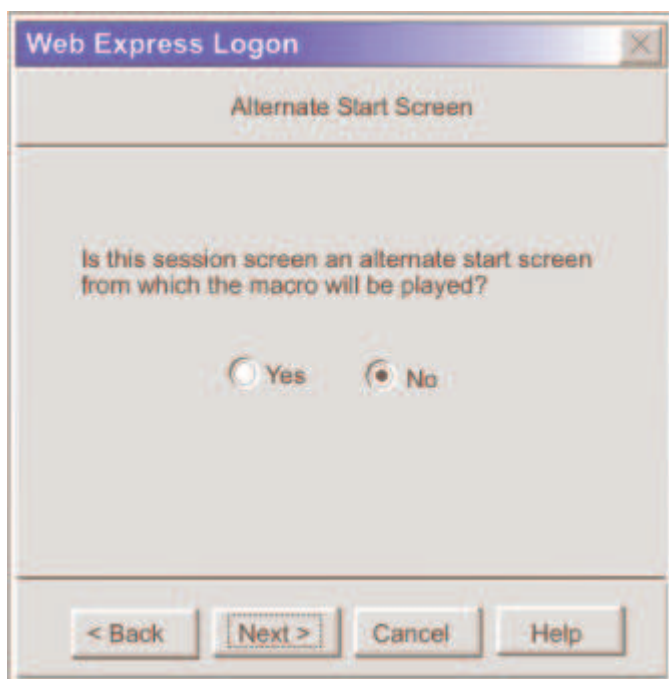 Web Express Logon
Alternate Start Screen
Is this session screen an alternate start screen
from which the macro will be played?
Yes No
< Back Next > Cancel Help